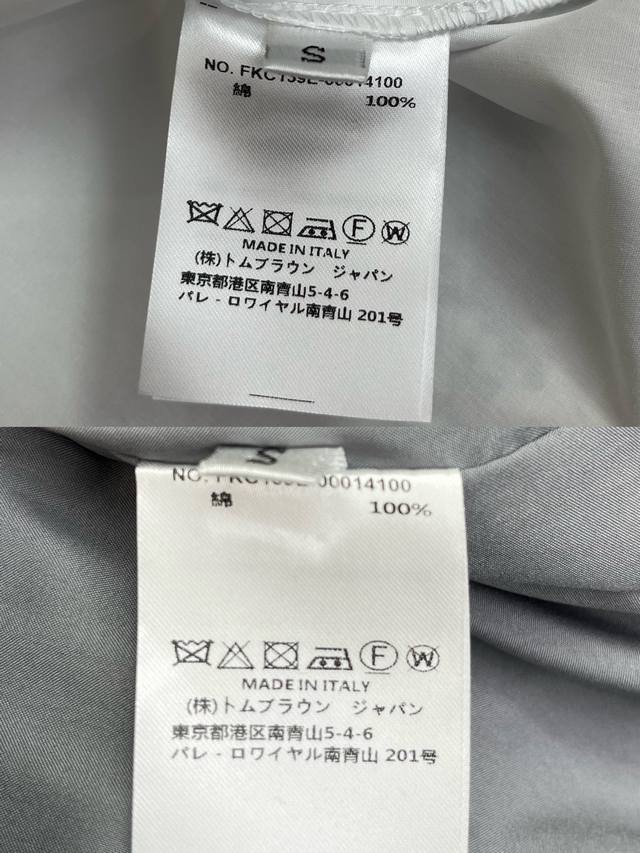 S
NO. FKC139E-00014100
綿 100%
F W
MADE IN ITALY
(株)トムブラウン ジャパン
東京都港区南青山5-4-6
パレ - ロワイヤル南青山 201号
S
NO. FKC139E-00014100
綿 100%
F W
MADE IN ITALY
(株)トムブラウン ジャパン
東京都港区南青山5-4-6
パレ - ロワイヤル南青山 201号